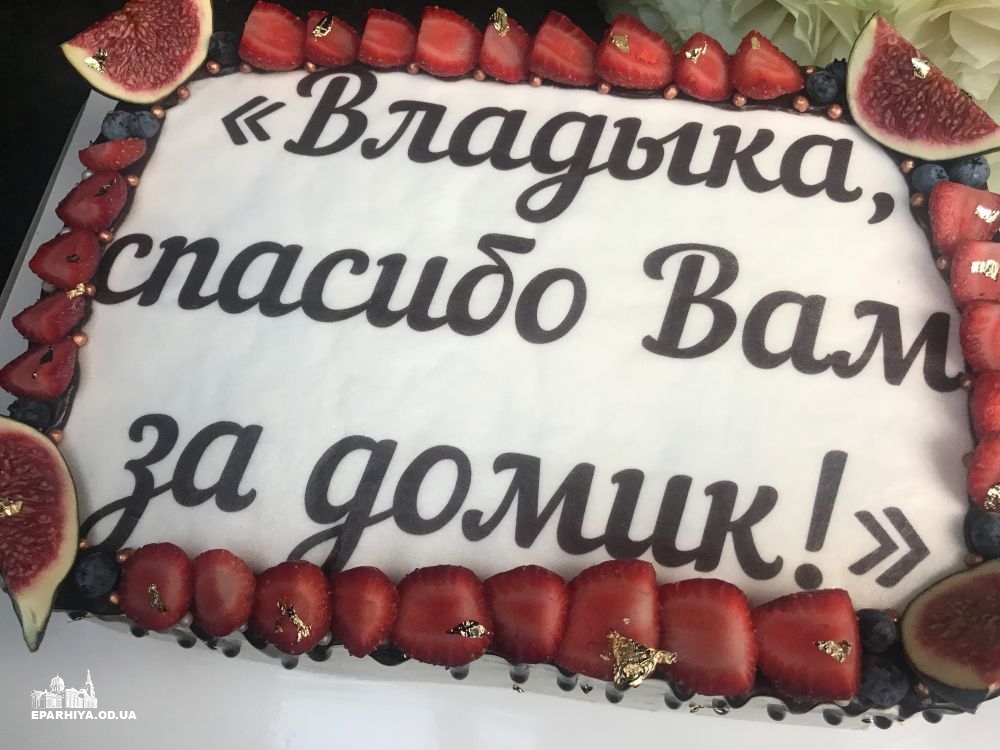 «Владыка,
спасибо Вам
за домик!»
EPARHIYA.OD.UA